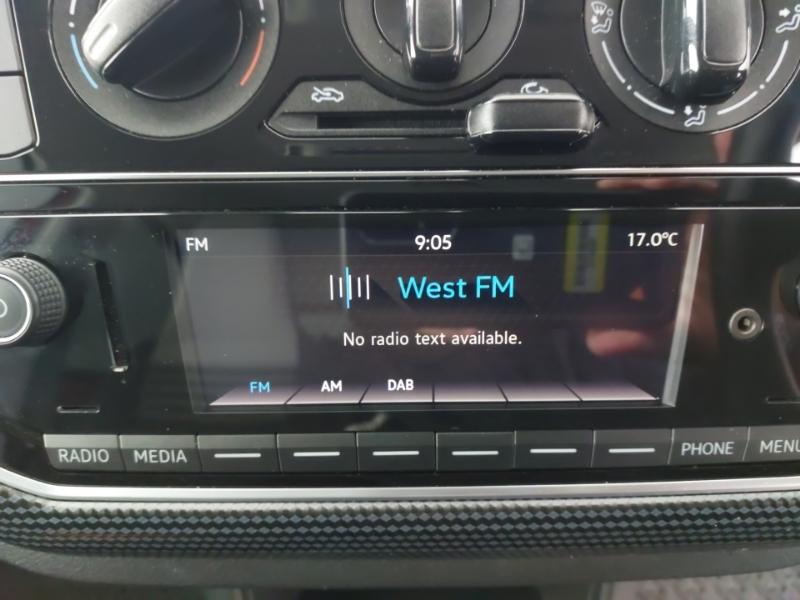 FM 9:05 17.0°C
West FM
No radio text available.
FM AM DAB
RADIO MEDIA PHONE MENU